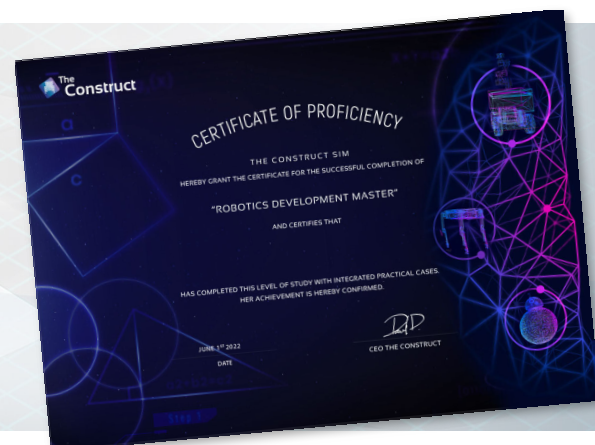 The
Construct
CERTIFICATE OF PROFICIENCY
THE CONSTRUCT SIM
HEREBY GRANT THE CERTIFICATE FOR THE SUCCESSFUL COMPLETION OF
"ROBOTICS DEVELOPMENT MASTER"
AND CERTIFIES THAT
HAS COMPLETED THIS LEVEL OF STUDY WITH INTEGRATED PRACTICAL CASES.
HER ACHIEVEMENT IS HEREBY CONFIRMED.
JUNE 1ST 2022
DATE
CEO THE CONSTRUCT
a
c
Step 1